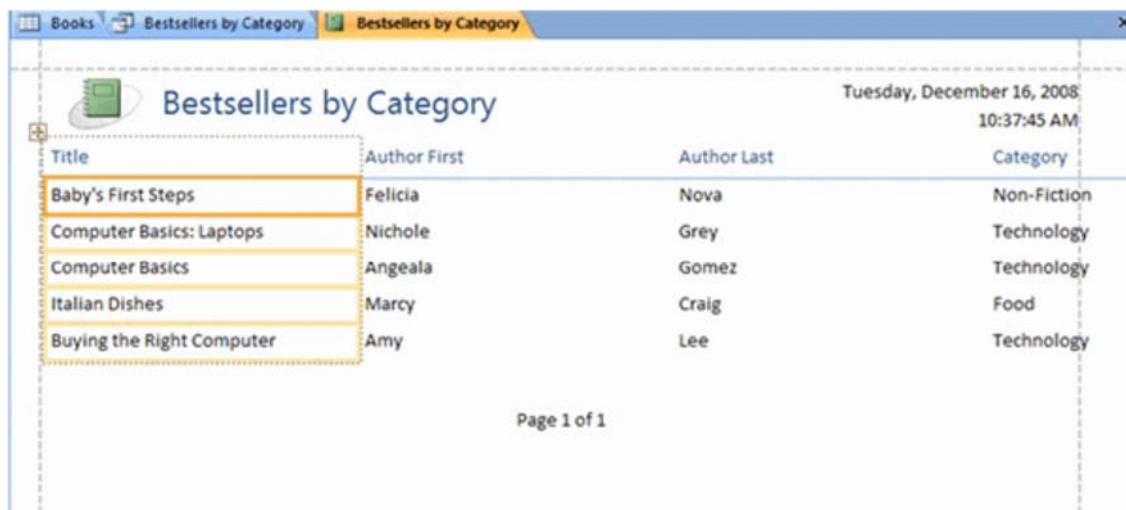 Books Bestsellers by Category Bestsellers by Category
Bestsellers by Category
Tuesday, December 16, 2008
10:37:45 AM
Title Author First Author Last Category
Baby's First Steps Felicia Nova Non-Fiction
Computer Basics: Laptops Nichole Grey Technology
Computer Basics Angeala Gomez Technology
Italian Dishes Marcy Craig Food
Buying the Right Computer Amy Lee Technology
Page 1 of 1